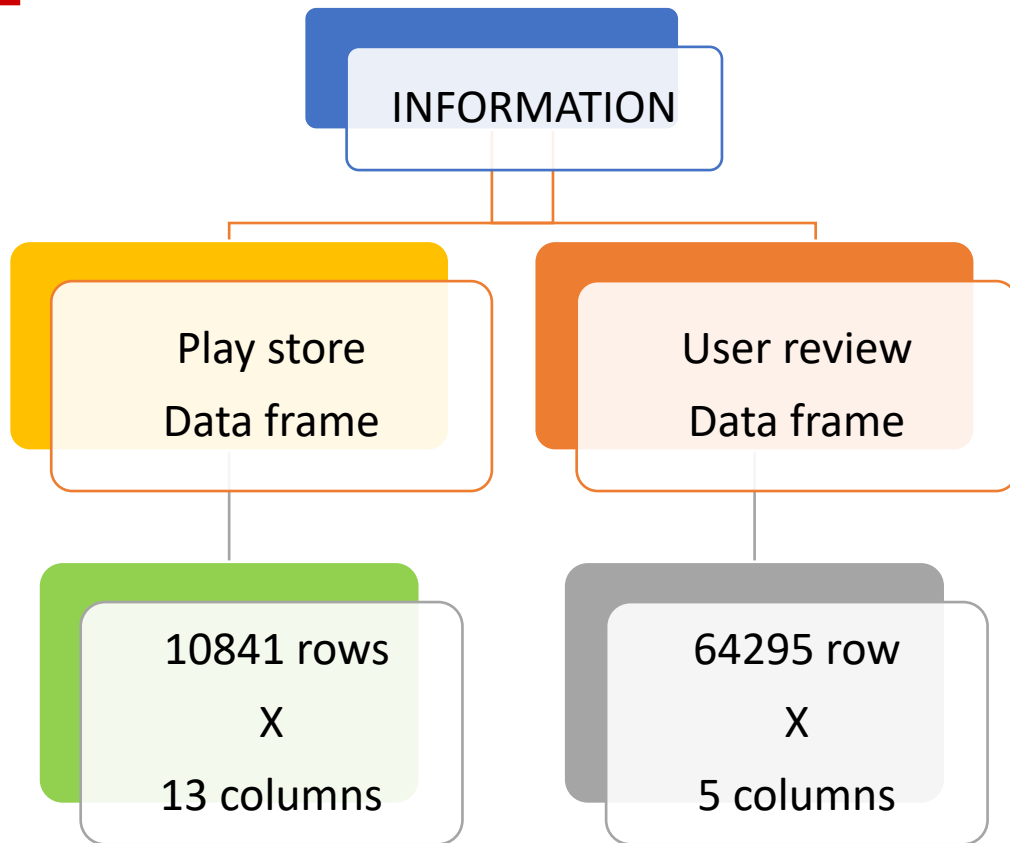 INFORMATION
Play store
Data frame
User review
Data frame
10841 rows
X
13 columns
64295 row
X
5 columns